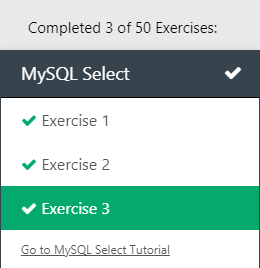 Completed 3 of 50 Exercises:
MySQL Select
Exercise 1
Exercise 2
Exercise 3
Go to MySQL Select Tutorial